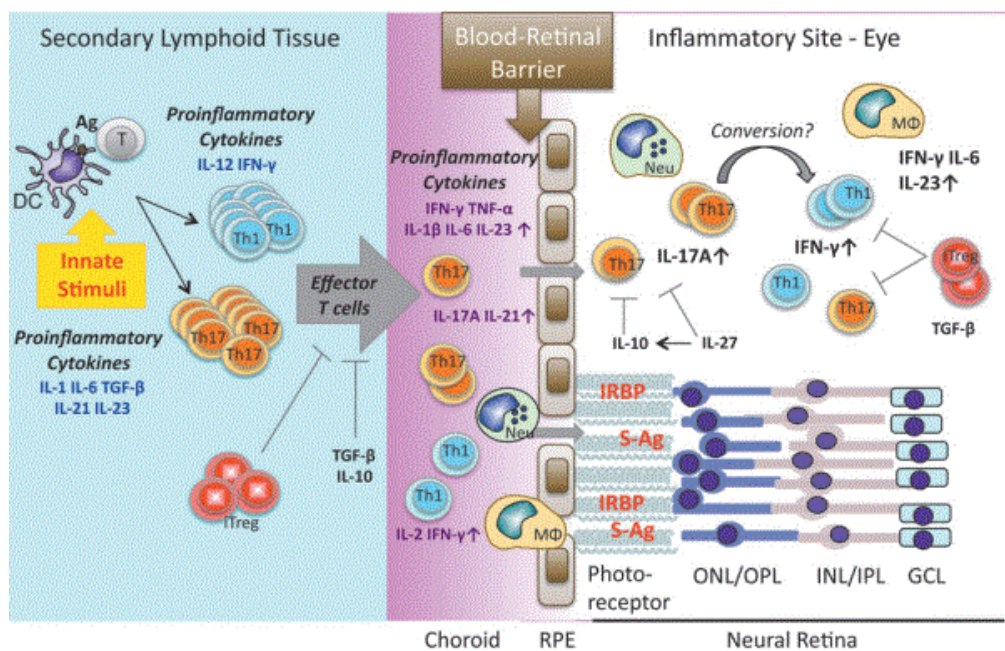 Secondary Lymphoid Tissue
Ag
T
DC
Innate
Stimuli
Proinflammatory
Cytokines
IL-12 IFN-γ
Th1
Th1
Th17
Th17
Th17
Proinflammatory
Cytokines
IL-1 IL-6 TGF-β
IL-21 IL-23
ITreg
TGF-β
IL-10
Effector
T cells
Blood-Retinal
Barrier
Proinflammatory
Cytokines
IFN-γ TNF-α
IL-1β IL-6 IL-23 ↑
Th17
IL-17A IL-21↑
Th17
Neu
Th1
Th1
IL-2 IFN-γ↑
MΦ
Inflammatory Site - Eye
Neu
Conversion?
MΦ
IFN-γ IL-6
IL-23↑
Th17
Th1
Th17
IL-17A↑
IFN-γ↑
ITreg
Th1
Th17
TGF-β
IL-10
IL-27
IRBP
S-Ag
IRBP
S-Ag
Photo-
receptor
ONL/OPL
INL/IPL
GCL
Choroid
RPE
Neural Retina